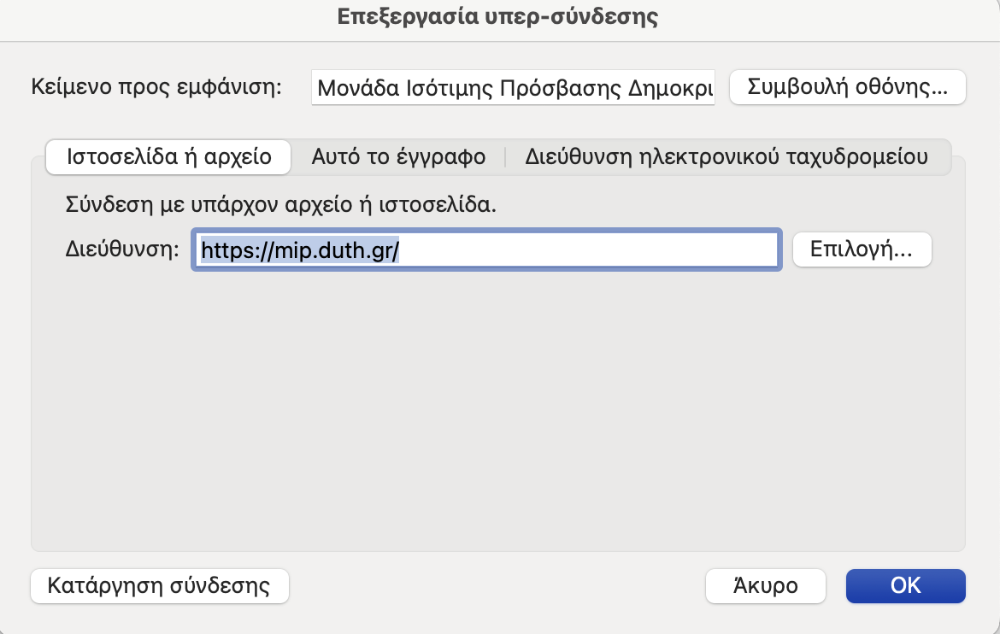 Επεξεργασία υπερ-σύνδεσης
Κείμενο προς εμφάνιση: Μονάδα Ισότιμης Πρόσβασης Δημοκρι Συμβουλή οθόνης...
Ιστοσελίδα ή αρχείο Αυτό το έγγραφο Διεύθυνση ηλεκτρονικού ταχυδρομείου
Σύνδεση με υπάρχον αρχείο ή ιστοσελίδα.
Διεύθυνση: https://mip.duth.gr/ Επιλογή...
Κατάργηση σύνδεσης Άκυρο OK